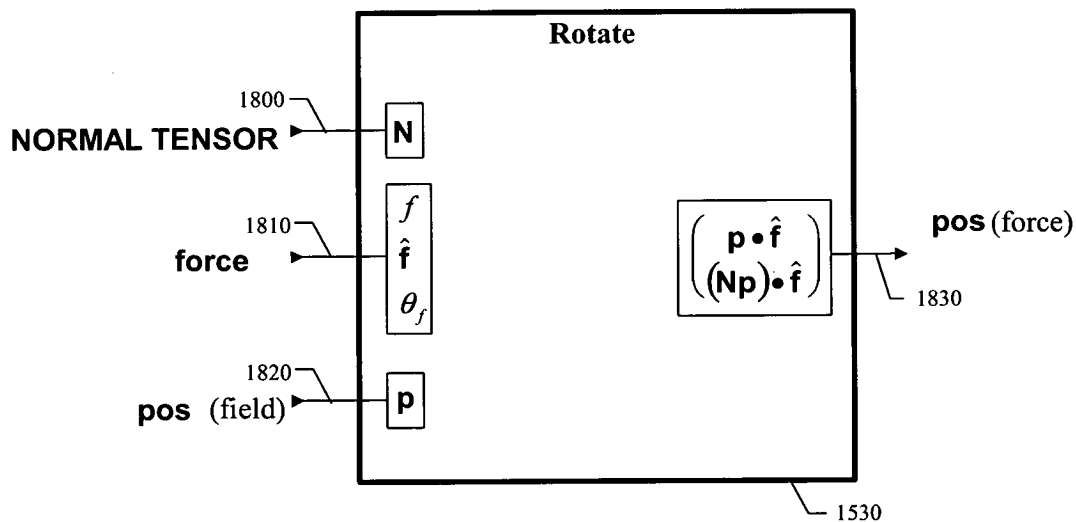 Rotate
1800
NORMAL TENSOR
N
1810
force
f
f̂
θ_f
1820
pos (field)
p
p • f̂
(Np) • f̂
pos (force)
1830
1530